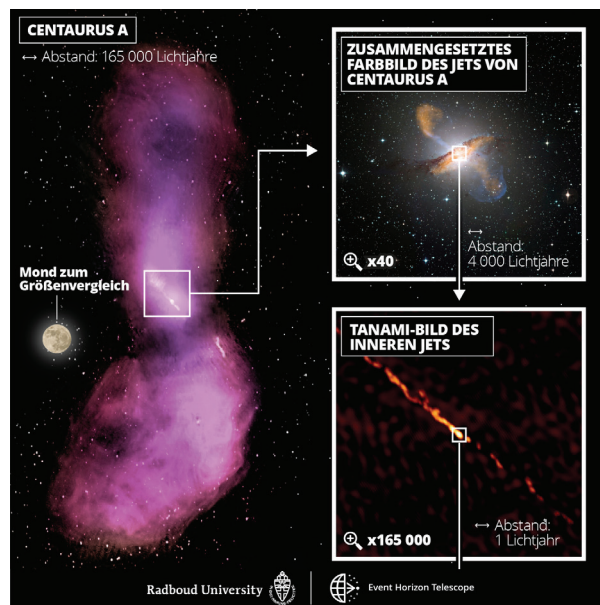 CENTAURUS A
↔ Abstand: 165 000 Lichtjahre
Mond zum
Größenvergleich
ZUSAMMENGESETZTES
FARBBILD DES JETS VON
CENTAURUS A
x40
↔
Abstand:
4 000 Lichtjahre
TANAMI-BILD DES
INNEREN JETS
x165 000
↔ Abstand:
1 Lichtjahr
Radboud University
Event Horizon Telescope